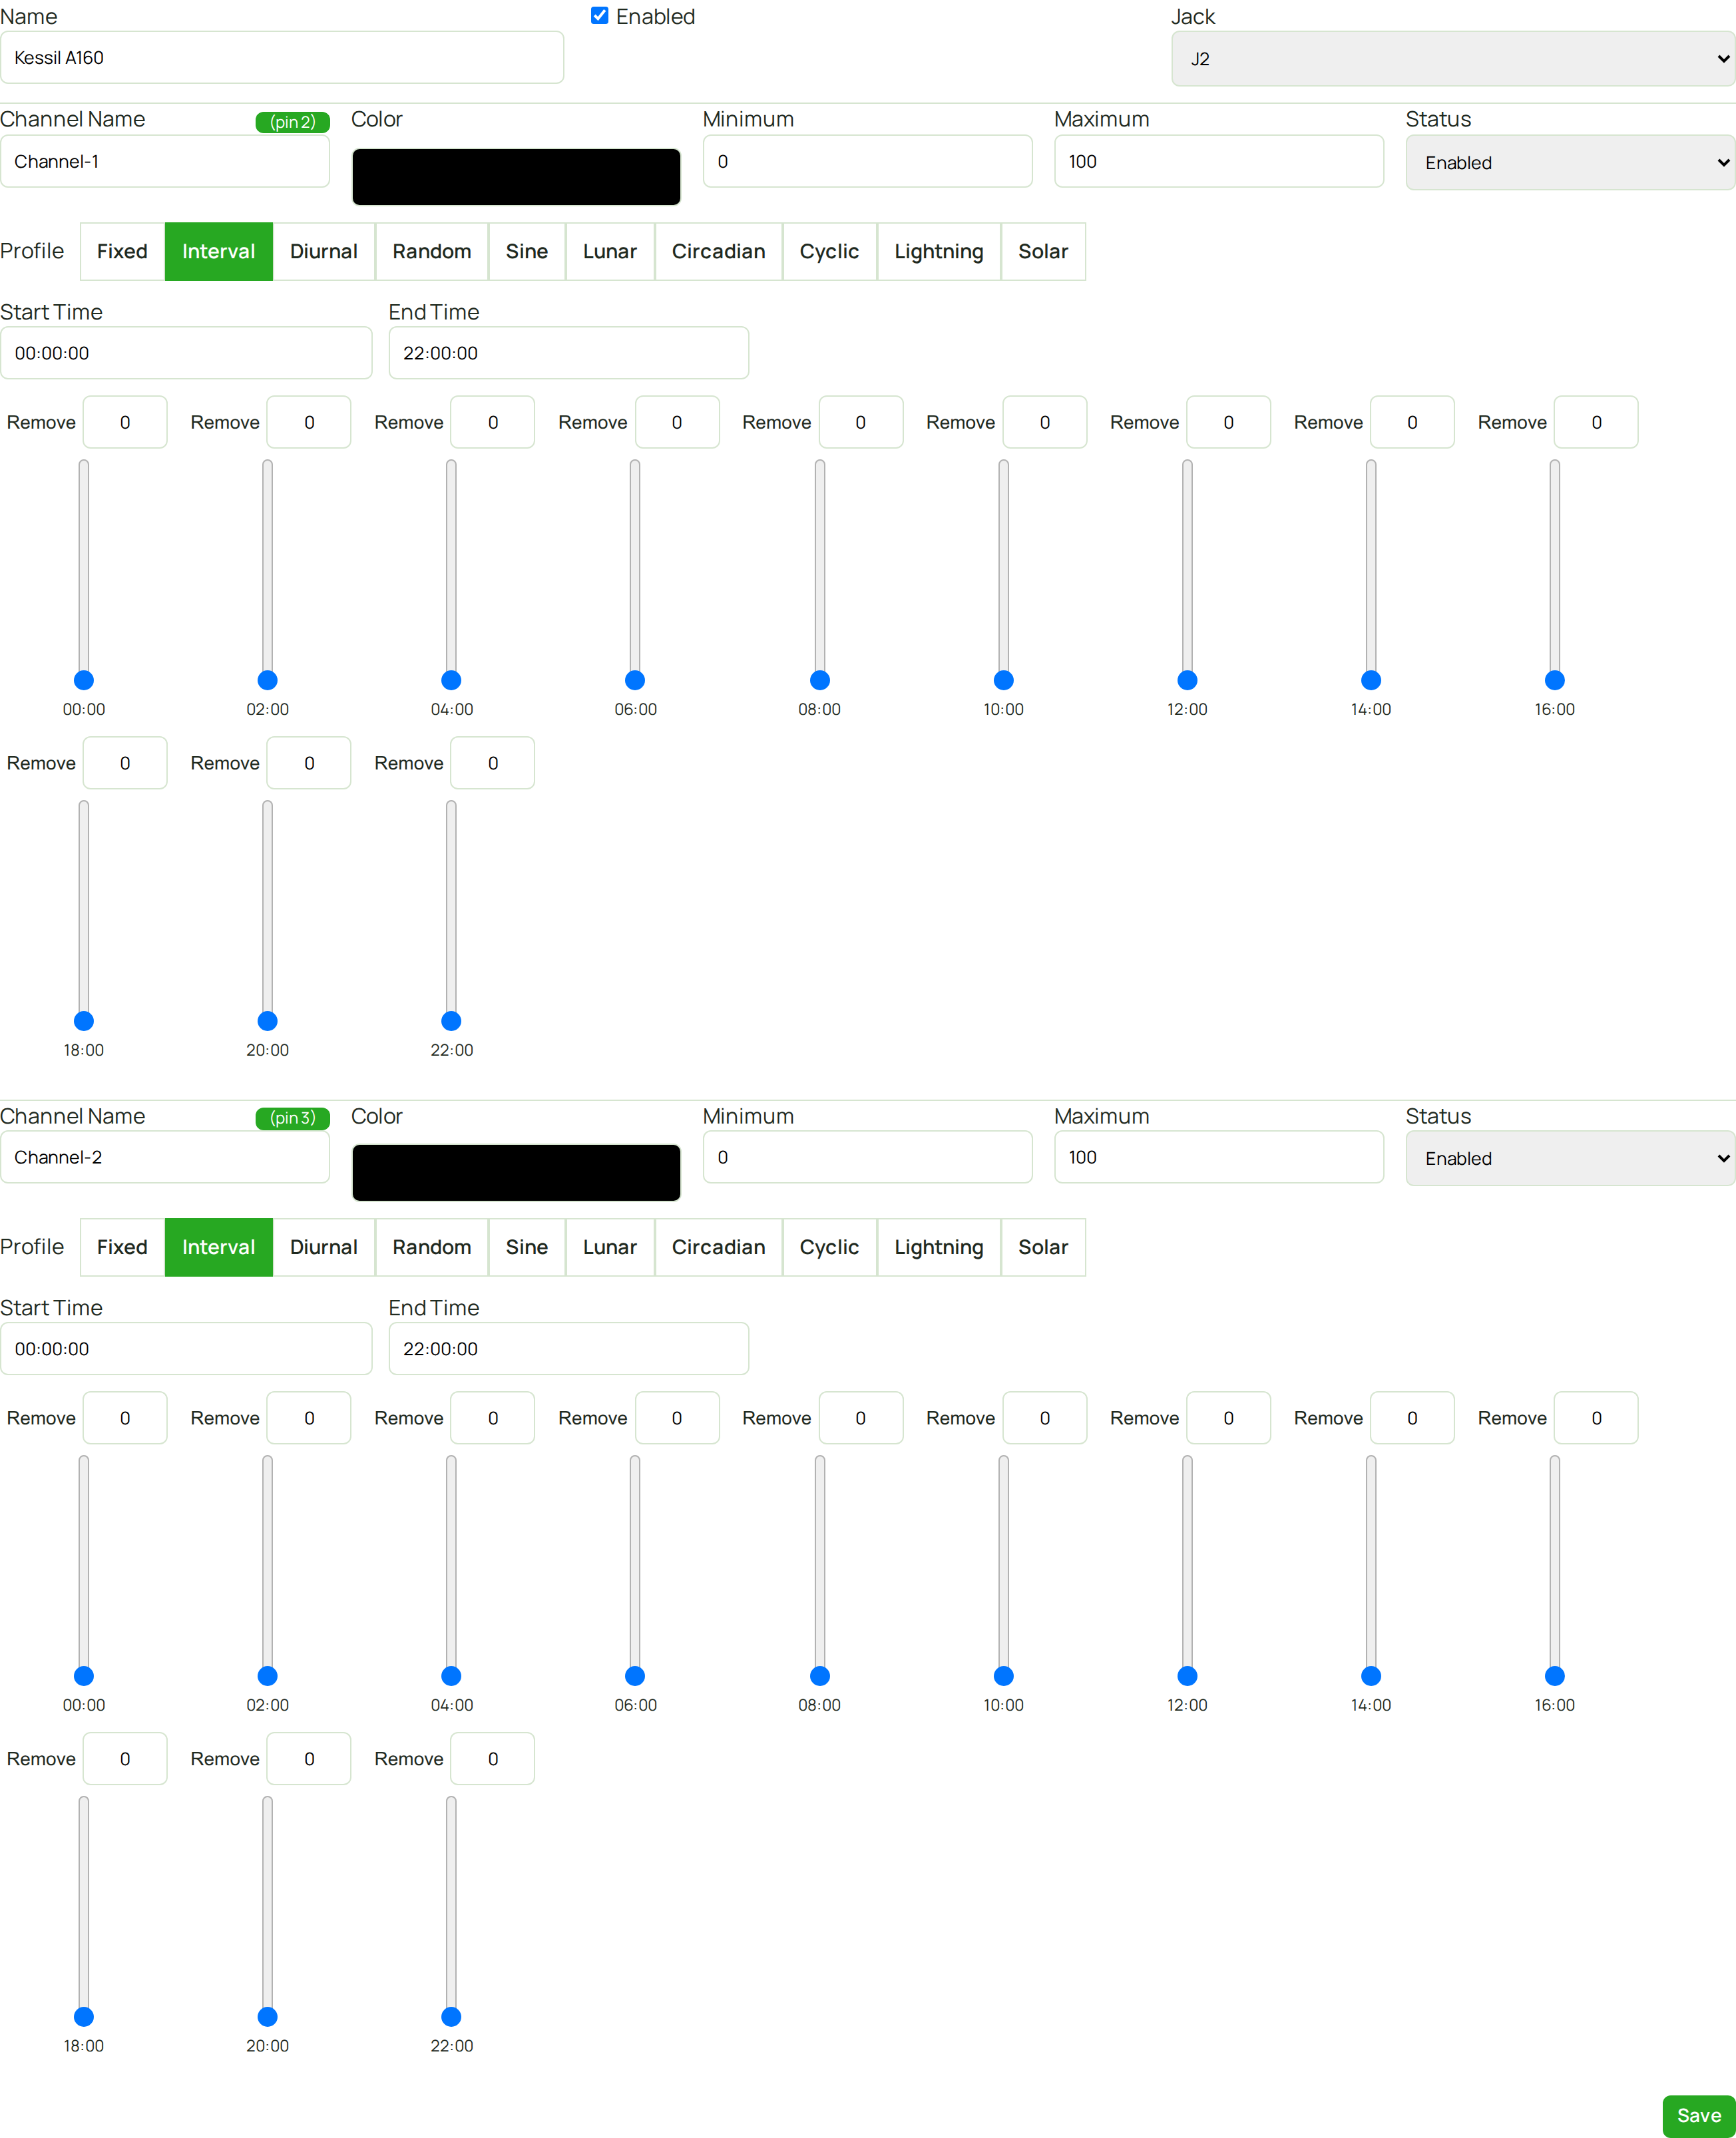 Name
Enabled
Jack
Kessil A160
J2
Channel Name (pin 2) Color Minimum Maximum Status
Channel-1 0 100 Enabled
Profile Fixed Interval Diurnal Random Sine Lunar Circadian Cyclic Lightning Solar
Start Time End Time
00:00:00 22:00:00
Remove 0 Remove 0 Remove 0 Remove 0 Remove 0 Remove 0 Remove 0 Remove 0 Remove 0
00:00 02:00 04:00 06:00 08:00 10:00 12:00 14:00 16:00
Remove 0 Remove 0 Remove 0
18:00 20:00 22:00
Channel Name (pin 3) Color Minimum Maximum Status
Channel-2 0 100 Enabled
Profile Fixed Interval Diurnal Random Sine Lunar Circadian Cyclic Lightning Solar
Start Time End Time
00:00:00 22:00:00
Remove 0 Remove 0 Remove 0 Remove 0 Remove 0 Remove 0 Remove 0 Remove 0 Remove 0
00:00 02:00 04:00 06:00 08:00 10:00 12:00 14:00 16:00
Remove 0 Remove 0 Remove 0
18:00 20:00 22:00
Save